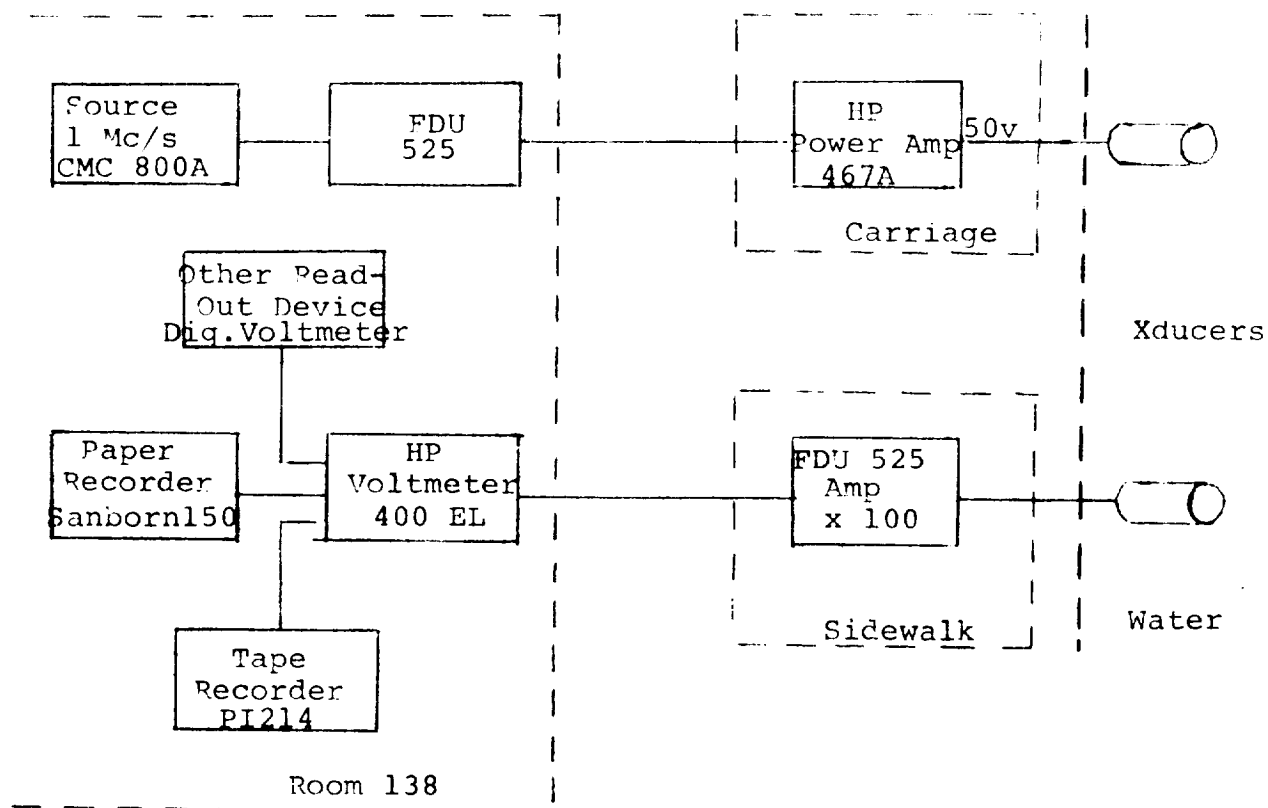 Source
1 Mc/s
CMC 800A
FDU
525
HP
Power Amp
467A
50v
Carriage
Other Read-
Out Device
Dig.Voltmeter
Xducers
Paper
Recorder
Sanborn150
HP
Voltmeter
400 EL
FDU 525
Amp
x 100
Sidewalk
Water
Tape
Recorder
PI214
Room 138